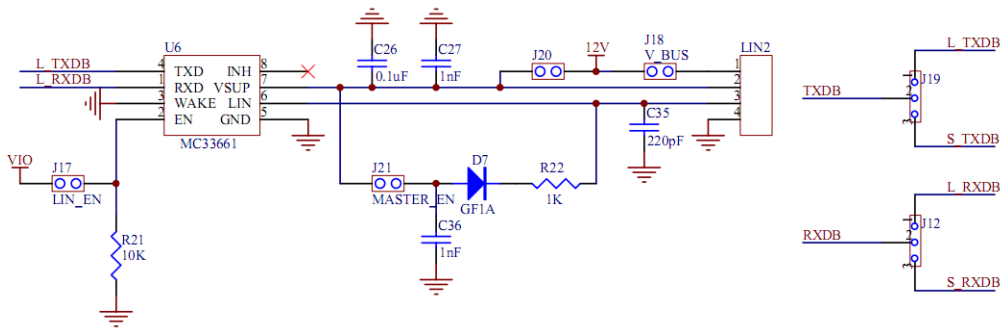 U6
C26
0.1uF
C27
1nF
J20
12V
J18
V_BUS
LIN2
L_TXDB
L_RXDB
4
1
3
2
TXD
RXD
WAKE
EN
INH
VSUP
LIN
GND
8
7
6
5
MC33661
1
2
3
4
C35
220pF
VIO
J17
LIN_EN
R21
10K
J21
MASTER_EN
D7
GF1A
R22
1K
C36
1nF
L_TXDB
TXDB
1
2
3
J19
S_TXDB
L_RXDB
RXDB
1
2
3
J12
S_RXDB